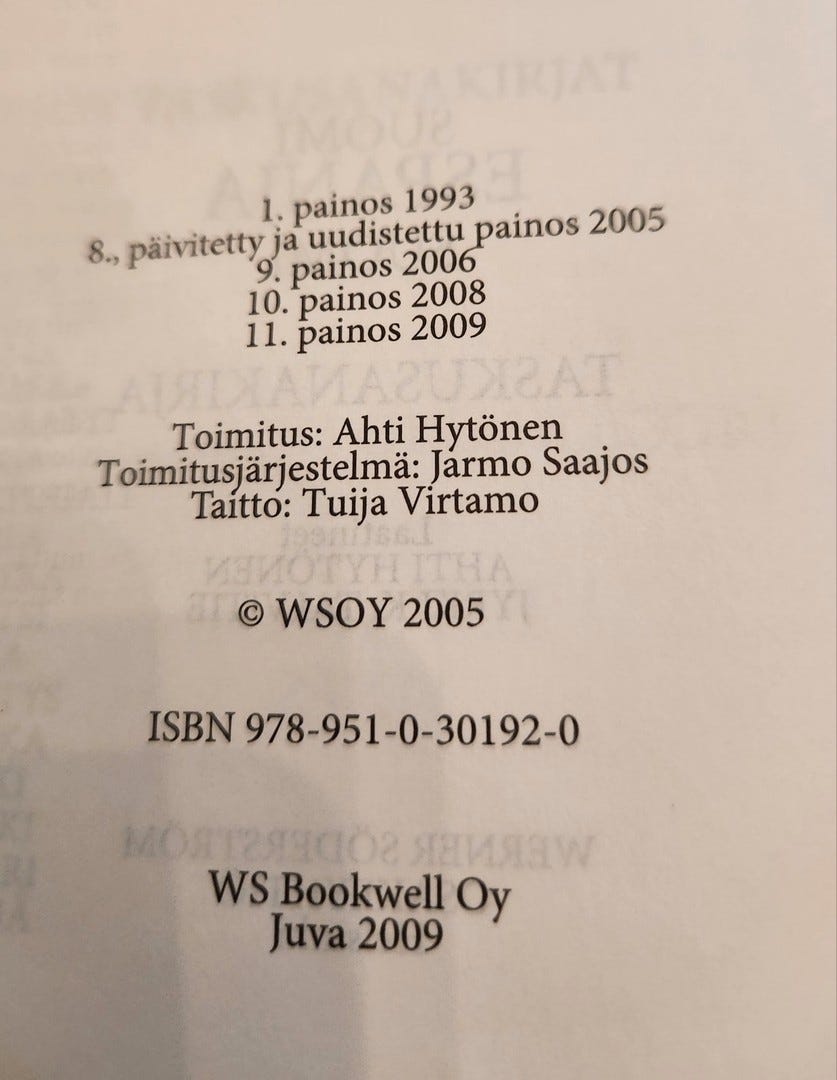 1. painos 1993
8., päivitetty ja uudistettu painos 2005
9. painos 2006
10. painos 2008
11. painos 2009
Toimitus: Ahti Hytönen
Toimitusjärjestelmä: Jarmo Saajos
Taitto: Tuija Virtamo
© WSOY 2005
ISBN 978-951-0-30192-0
WS Bookwell Oy
Juva 2009